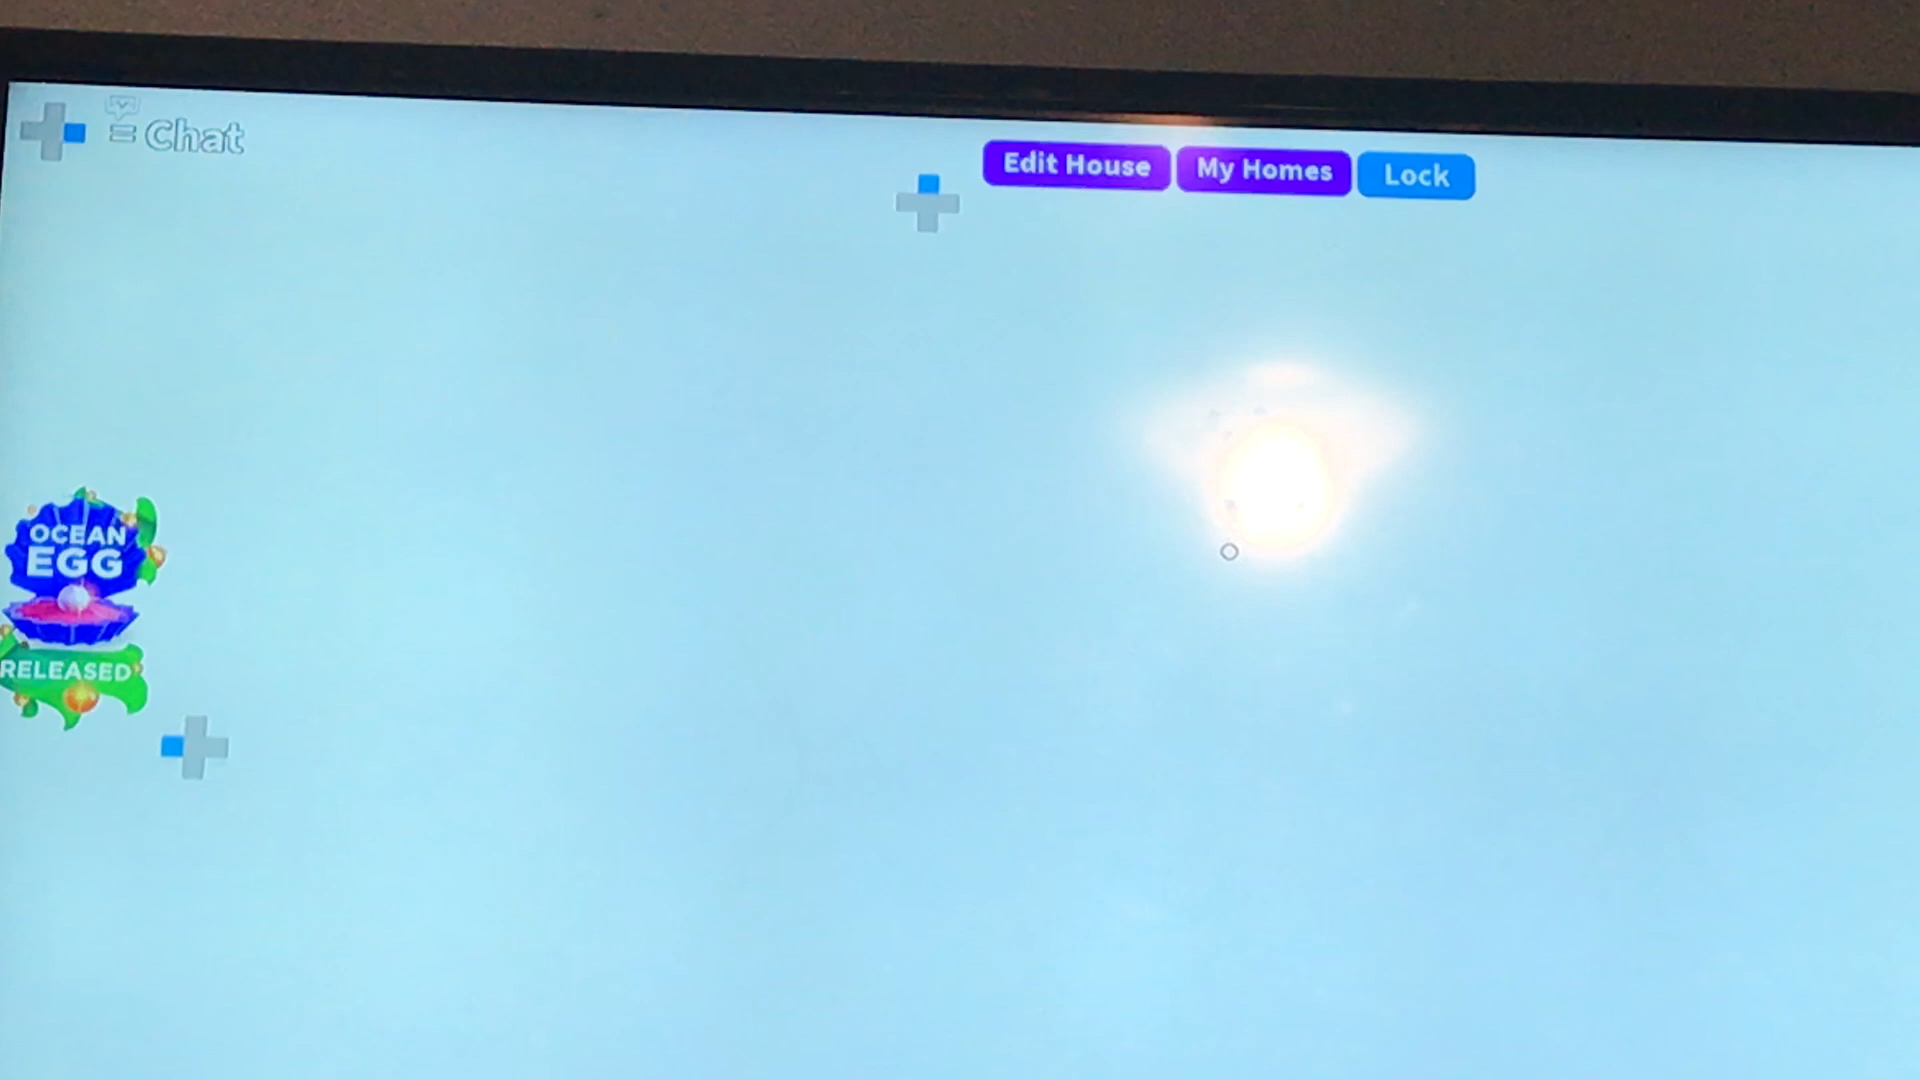 = Chat
Edit House
My Homes
Lock
OCEAN
EGG
RELEASED